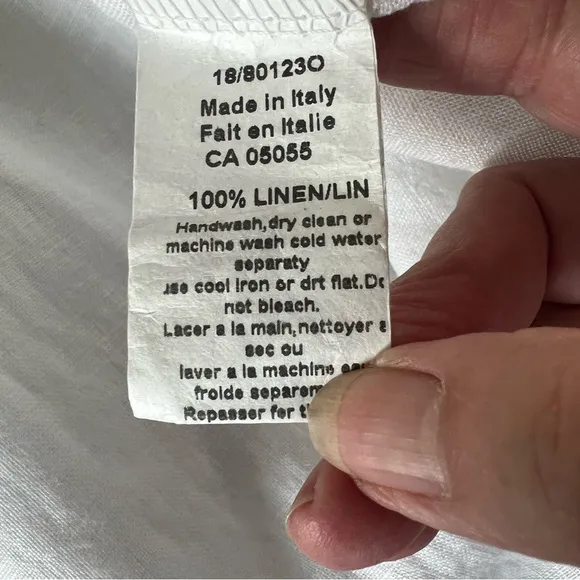 18/80123O
Made in Italy
Fait en Italie
CA 05055
100% LINEN/LIN
Handwash,dry clean or
machine wash cold water
separaty
use cool iron or drt flat.Do
not bleach.
Lacer a la main,nettoyer a
sec ou
laver a la machine
froide separem
Repasser fer